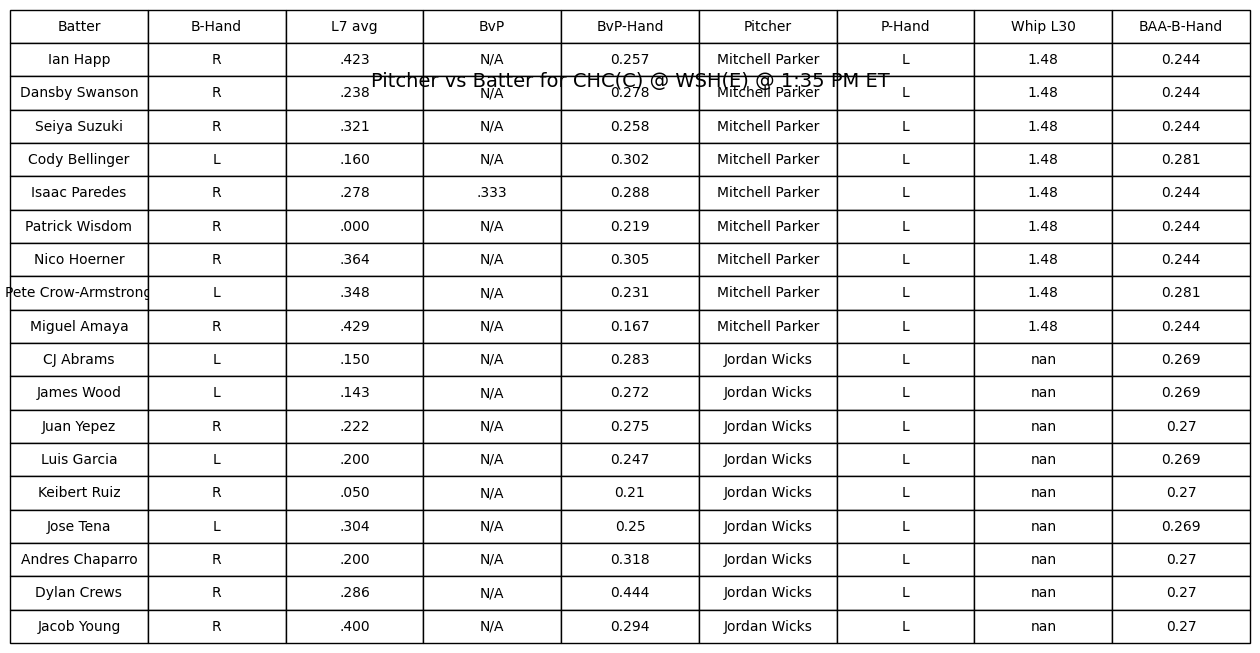 Batter B-Hand L7 avg BvP BvP-Hand Pitcher P-Hand Whip L30 BAA-B-Hand
Ian Happ R .423 N/A 0.257 Mitchell Parker L 1.48 0.244
Pitcher vs Batter for CHC(C) @ WSH(E) @ 1:35 PM ET
Dansby Swanson R .238 N/A 0.278 Mitchell Parker L 1.48 0.244
Seiya Suzuki R .321 N/A 0.258 Mitchell Parker L 1.48 0.244
Cody Bellinger L .160 N/A 0.302 Mitchell Parker L 1.48 0.281
Isaac Paredes R .278 .333 0.288 Mitchell Parker L 1.48 0.244
Patrick Wisdom R .000 N/A 0.219 Mitchell Parker L 1.48 0.244
Nico Hoerner R .364 N/A 0.305 Mitchell Parker L 1.48 0.244
Pete Crow-Armstrong L .348 N/A 0.231 Mitchell Parker L 1.48 0.281
Miguel Amaya R .429 N/A 0.167 Mitchell Parker L 1.48 0.244
CJ Abrams L .150 N/A 0.283 Jordan Wicks L nan 0.269
James Wood L .143 N/A 0.272 Jordan Wicks L nan 0.269
Juan Yepez R .222 N/A 0.275 Jordan Wicks L nan 0.27
Luis Garcia L .200 N/A 0.247 Jordan Wicks L nan 0.269
Keibert Ruiz R .050 N/A 0.21 Jordan Wicks L nan 0.27
Jose Tena L .304 N/A 0.25 Jordan Wicks L nan 0.269
Andres Chaparro R .200 N/A 0.318 Jordan Wicks L nan 0.27
Dylan Crews R .286 N/A 0.444 Jordan Wicks L nan 0.27
Jacob Young R .400 N/A 0.294 Jordan Wicks L nan 0.27